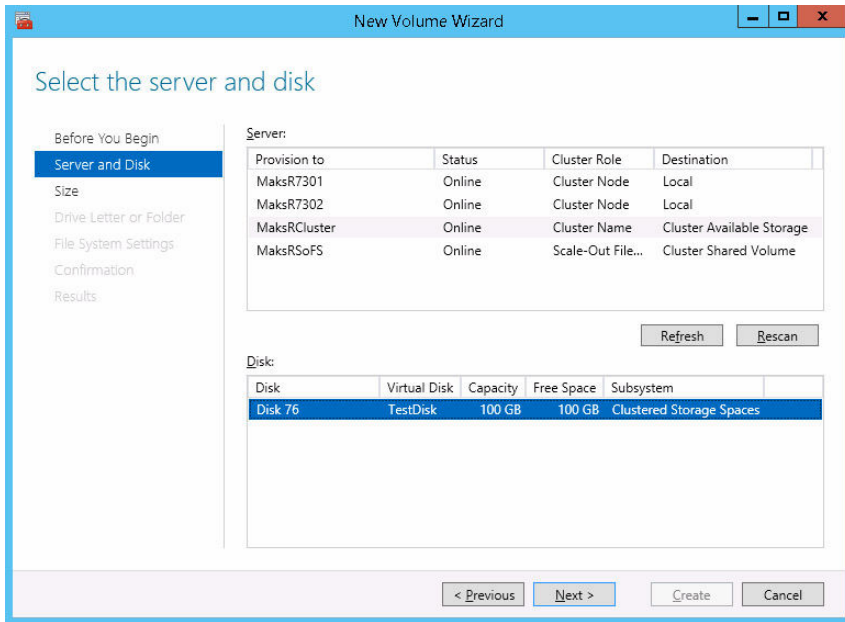 New Volume Wizard
Select the server and disk
Before You Begin
Server and Disk
Size
Drive Letter or Folder
File System Settings
Confirmation
Results
Server:
Provision to Status Cluster Role Destination
MaksR7301 Online Cluster Node Local
MaksR7302 Online Cluster Node Local
MaksRCluster Online Cluster Name Cluster Available Storage
MaksRSoFS Online Scale-Out File... Cluster Shared Volume
Refresh Rescan
Disk:
Disk Virtual Disk Capacity Free Space Subsystem
Disk 76 TestDisk 100 GB 100 GB Clustered Storage Spaces
< Previous Next > Create Cancel